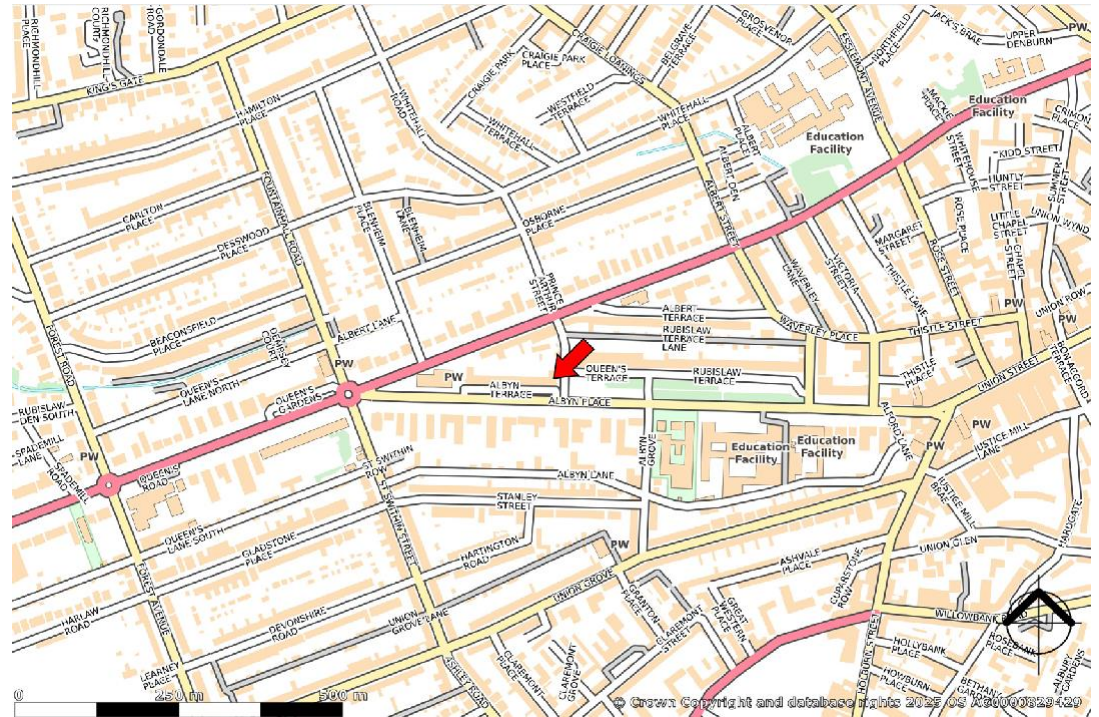 RICHMONDHILL
PLACE
RICHMONDHILL
COURT
GORDONDALE
ROAD
KING'S GATE
HAMILTON
PLACE
WHITEHALL
ROAD
CRAIGIE PARK
CRAIGIE PARK
PLACE
CRAIGIE LOANINGS
BELGRAVE
TERRACE
GROSVENOR
PLACE
ESSLEMONT AVENUE
NORTHFIELD
PLACE
JACK'S BRAE
UPPER
DENBURN
PW
WESTFIELD
TERRACE
WHITEHALL
TERRACE
WHITEHALL
PLACE
ALBERT
PLACE
ALBERT DEN
Education
Facility
MACKIE
PLACE
Education
Facility
CRIMON
PLACE
KIDD STREET
WHITEHOUSE
STREET
HUNTLY
STREET
SUMMER
STREET
CARLTON
PLACE
FOUNTAINHALL ROAD
DESSWOOD
PLACE
BLENHEIM
PLACE
BLENHEIM
LANE
OSBORNE
PLACE
ALBERT STREET
MARGARET
STREET
ROSE PLACE
ROSE STREET
LITTLE
CHAPEL
STREET
CHAPEL
STREET
UNION WYND
PRINCE
ARTHUR
STREET
WAVERLEY
LANE
VICTORIA
STREET
THISTLE LANE
UNION ROW
PW
PW
FOREST ROAD
BEACONSFIELD
PLACE
DEMPSEY
COURT
ALBERT LANE
ALBERT
TERRACE
RUBISLAW
TERRACE
LANE
WAVERLEY PLACE
THISTLE STREET
THISTLE
PLACE
BON ACCORD
UNION STREET
PW
QUEEN'S
LANE NORTH
QUEEN'S
GARDENS
PW
ALBYN
TERRACE
QUEEN'S
TERRACE
RUBISLAW
TERRACE
ALBYN PLACE
RUBISLAW
DEN SOUTH
SPADEMILL
LANE
SPADEMILL
ROAD
PW
QUEEN'S
ROAD
ST SWITHIN
ROW
ST SWITHIN STREET
ALBYN
GROVE
ALBYN LANE
Education
Facility
Education
Facility
ALFORD LANE
PW
JUSTICE MILL
LANE
JUSTICE MILL
BRAE
HARDGATE
STANLEY
STREET
QUEEN'S
LANE SOUTH
GLADSTONE
PLACE
HARTINGTON
ROAD
PW
UNION GROVE
ASHVALE
PLACE
CUPARSTONE
ROW
UNION GLEN
FOREST AVENUE
HARLAW
ROAD
DEVONSHIRE
ROAD
UNION
GROVE LANE
GRANTON
PLACE
CLAREMONT
STREET
GREAT
WESTERN
PLACE
HOLBURN STREET
WILLOWBANK ROAD
HOLLYBANK
PLACE
HOWBURN
PLACE
ROSEBANK
PLACE
BETHANY
GARDENS
ALBURY
GARDENS
LEARNEY
PLACE
ASHLEY ROAD
CLAREMONT
PLACE
CLAREMONT
GROVE
0 250 m 500 m
© Crown Copyright and database rights 2025 OS AC0000829429